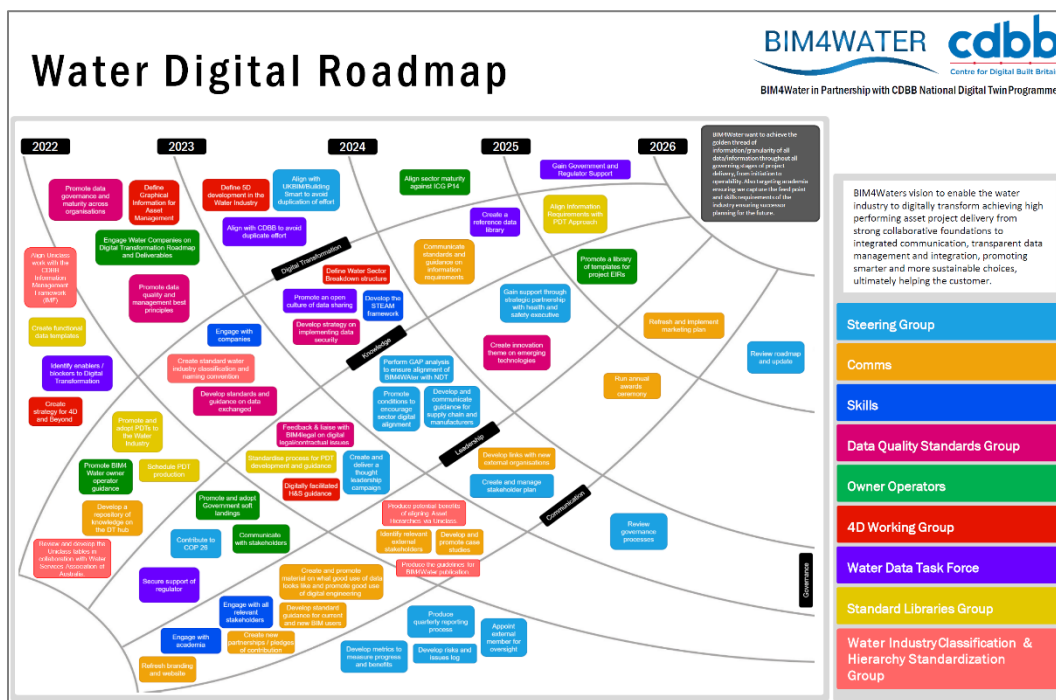 Water Digital Roadmap
BIM4WATER
cdbb
Centre for Digital Built Britain
BIM4Water in Partnership with CDBB National Digital Twin Programme
2022
2023
2024
2025
2026
BIM4Water want to achieve the
golden thread of
information/granularity of all
data/information throughout all
governing stages of project
delivery, from initiation to
operability. Also targeting academia
ensuring we capture the feed point
and skills requirements of the
industry ensuring successor
planning for the future.
Promote data
governance and
maturity across
organisations
Define
Graphical
Information for
Asset
Management
Define 5D
development in the
Water Industry
Align with
UKBIM/Building
Smart to avoid
duplication of effort
Align sector maturity
against ICG P14
Gain Government and
Regulator Support
Engage Water Companies on
Digital Transformation Roadmap
and Deliverables
Align with CDBB to avoid
duplicate effort
Create a
reference data
library
Align Information
Requirements with
PDT Approach
Align Uniclass
work with the
CDBB
Information
Management
Framework
(IMF)
Digital Transformation
Communicate
standards and
guidance on
information
requirements
Promote a library
of templates for
project EIRs
Promote data
quality and
management best
principles
Define Water Sector
Breakdown structure
Promote an open
culture of data sharing
Develop the
STEAM
framework
Gain support through
strategic partnership
with health and
safety executive
Create functional
data templates
Engage with
companies
Develop strategy on
implementing data
security
Refresh and implement
marketing plan
Knowledge
Identify enablers /
blockers to Digital
Transformation
Create standard water
industry classification and
naming convention
Perform GAP analysis
to ensure alignment of
BIM4WAter with NDT
Create innovation
theme on emerging
technologies
Review roadmap
and update
Create
strategy for 4D
and Beyond
Develop standards and
guidance on data
exchanged
Promote
conditions to
encourage
sector digital
alignment
Develop and
communicate
guidance for
supply chain and
manufacturers
Run annual
awards
ceremony
Promote and
adopt PDTs to
the Water
Industry
Feedback & liaise with
BIM4legal on digital
legal/contractual issues
Leadership
Promote BIM4
Water owner
operator
guidance
Schedule PDT
production
Standardise process for PDT
development and guidance
Create and
deliver a
thought
leadership
campaign
Develop links with new
external organisations
Digitally facilitated
H&S guidance
Create and manage
stakeholder plan
Develop a
repository of
knowledge on
the DT hub
Promote and adopt
Government soft
landings
Produce potential benefits
of aligning Asset
Hierarchies via Uniclass.
Communication
Contribute to
COP 26
Communicate
with stakeholders
Identify relevant
external
stakeholders
Develop and
promote case
studies
Review
governance
processes
Review and develop the
Uniclass tables in
collaboration with Water
Services Association of
Australia.
Produce the guidelines for
BIM4Water publication.
Governance
Secure support of
regulator
Create and promote
material on what good use of data
looks like and promote good use
of digital engineering
Engage with all
relevant
stakeholders
Develop standard
guidance for current
and new BIM users
Produce
quarterly reporting
process
Appoint
external
member for
oversight
Engage with
academia
Create new
partnerships / pledges
of contribution
Develop metrics to
measure progress
and benefits
Develop risks and
issues log
Refresh branding
and website
BIM4Waters vision to enable the water
industry to digitally transform achieving high
performing asset project delivery from
strong collaborative foundations to
integrated communication, transparent data
management and integration, promoting
smarter and more sustainable choices,
ultimately helping the customer.
Steering Group
Comms
Skills
Data Quality Standards Group
Owner Operators
4D Working Group
Water Data Task Force
Standard Libraries Group
Water Industry Classification &
Hierarchy Standardization
Group